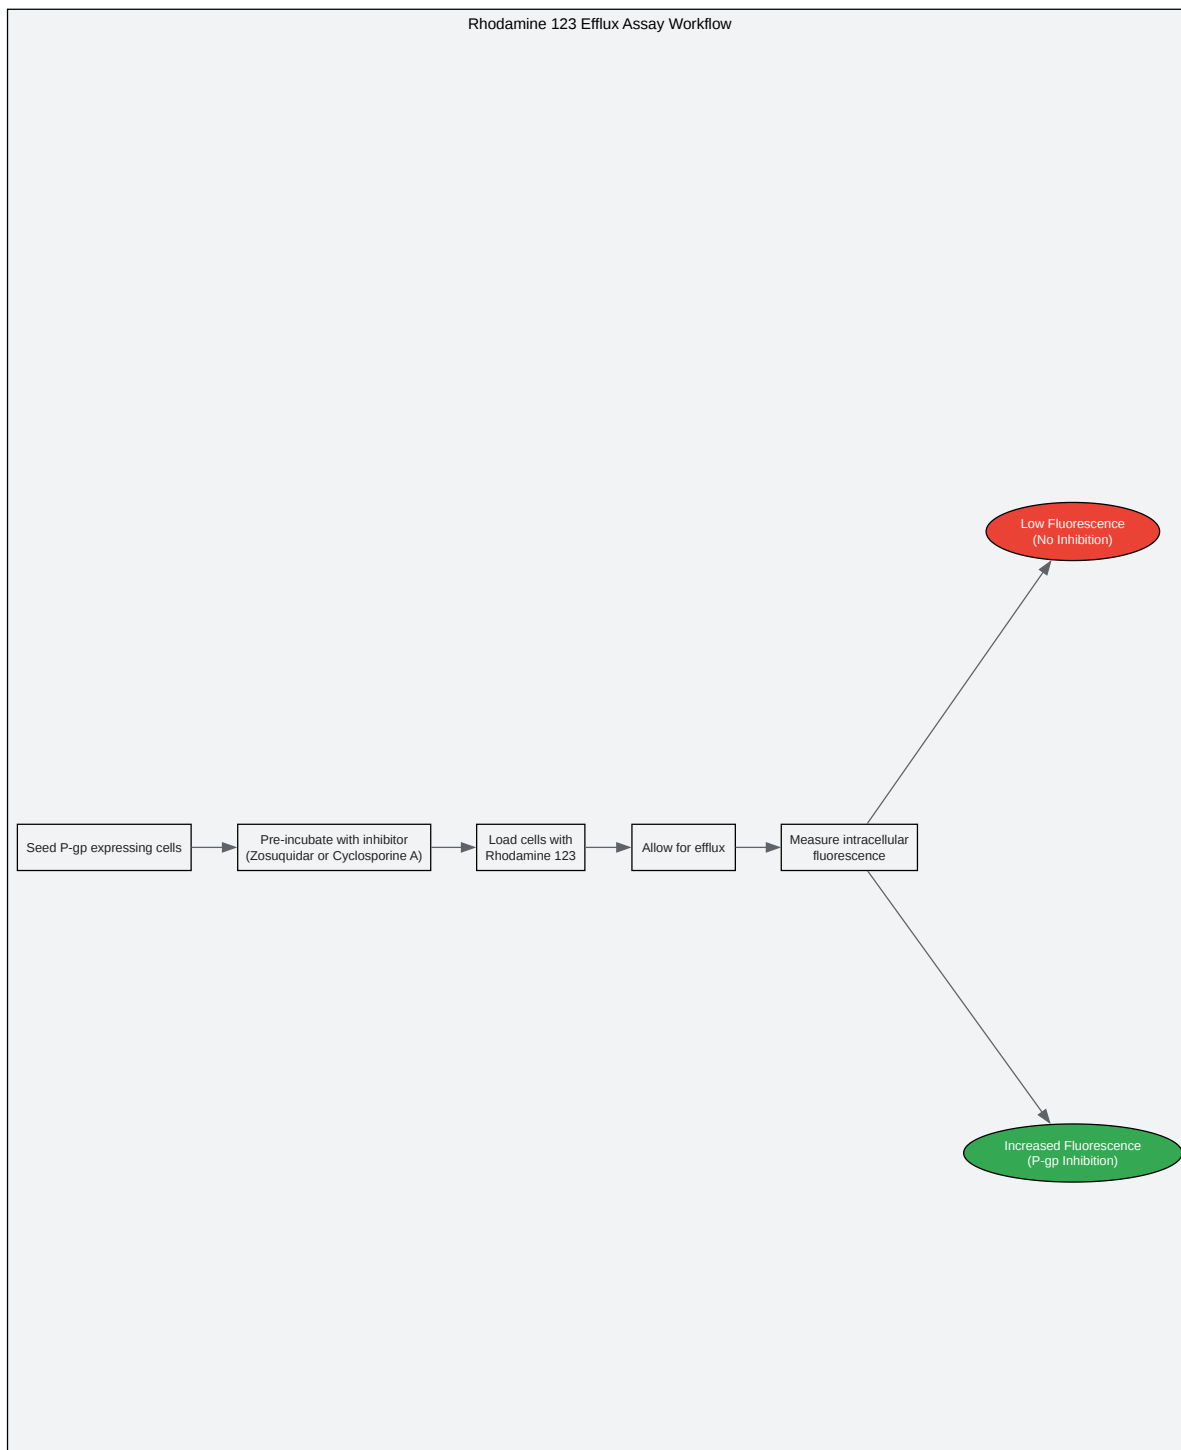 Rhodamine 123 Efflux Assay Workflow
Seed P-gp expressing cells
Pre-incubate with inhibitor
(Zosuquidar or Cyclosporine A)
Load cells with
Rhodamine 123
Allow for efflux
Measure intracellular
fluorescence
Low Fluorescence
(No Inhibition)
Increased Fluorescence
(P-gp Inhibition)